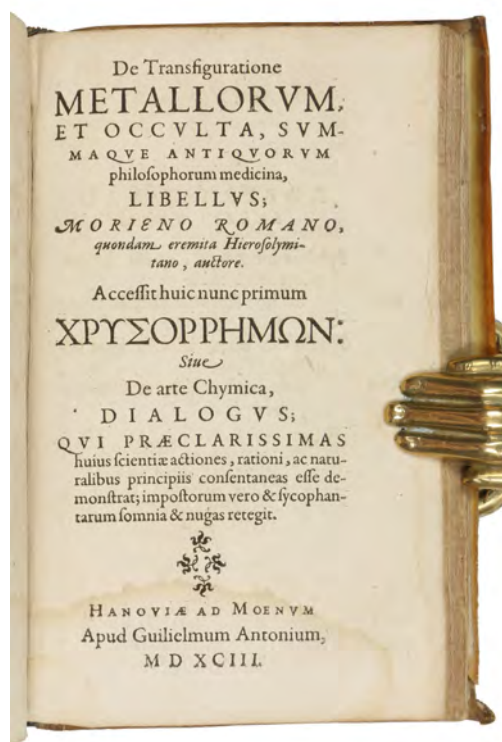 De Transfiguratione
METALLORVM,
ET OCCVLTA, SVM-
MAQVE ANTIQVORVM
philoſophorum medicina,
LIBELLVS;
MORIENO ROMANO,
quondam eremita Hieroſolymi-
tano, auctore.
Acceſſit huic nunc primum
ΧΡΥΣΟΡΡΗΜΩΝ:
Siue
De arte Chymica,
DIALOGVS;
QVI PRÆCLARISSIMAS
huius ſcientiæ actiones, rationi, ac natu-
ralibus principiis conſentaneas eſſe de-
monſtrat; impoſtorum vero & ſycophan-
tarum ſomnia & nugas retegit.
HANOVIÆ AD MOENVM
Apud Guilielmum Antonium,
M D XCIII.